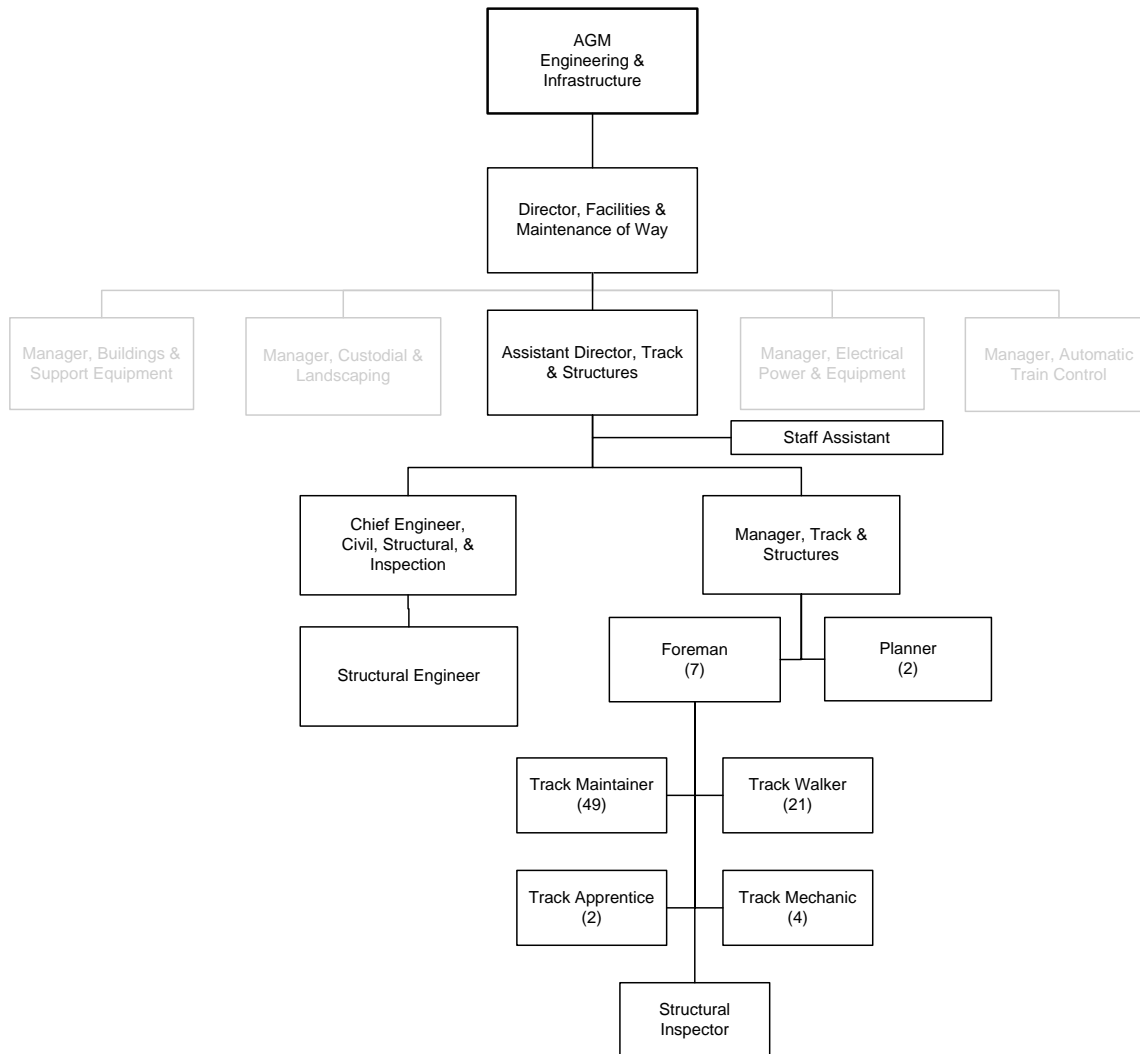 AGM
Engineering &
Infrastructure
Director, Facilities &
Maintenance of Way
Manager, Buildings &
Support Equipment
Manager, Custodial &
Landscaping
Assistant Director, Track
& Structures
Manager, Electrical
Power & Equipment
Manager, Automatic
Train Control
Staff Assistant
Chief Engineer,
Civil, Structural, &
Inspection
Manager, Track &
Structures
Structural Engineer
Foreman
(7)
Planner
(2)
Track Maintainer
(49)
Track Walker
(21)
Track Apprentice
(2)
Track Mechanic
(4)
Structural
Inspector